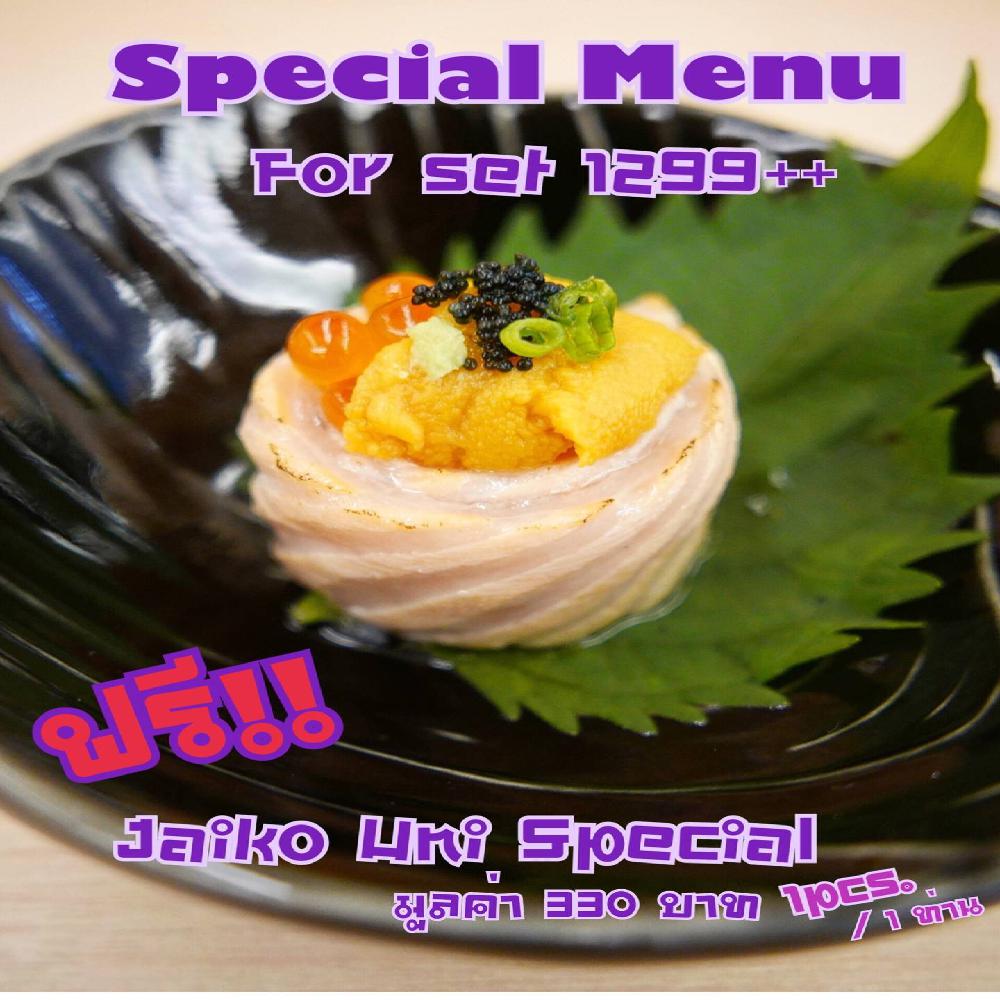 Special Menu
For set 1299++
ฟรี!!
Jaiko Uni Special
มูลค่า 330 บาท 1pcs.
/ 1 ท่าน